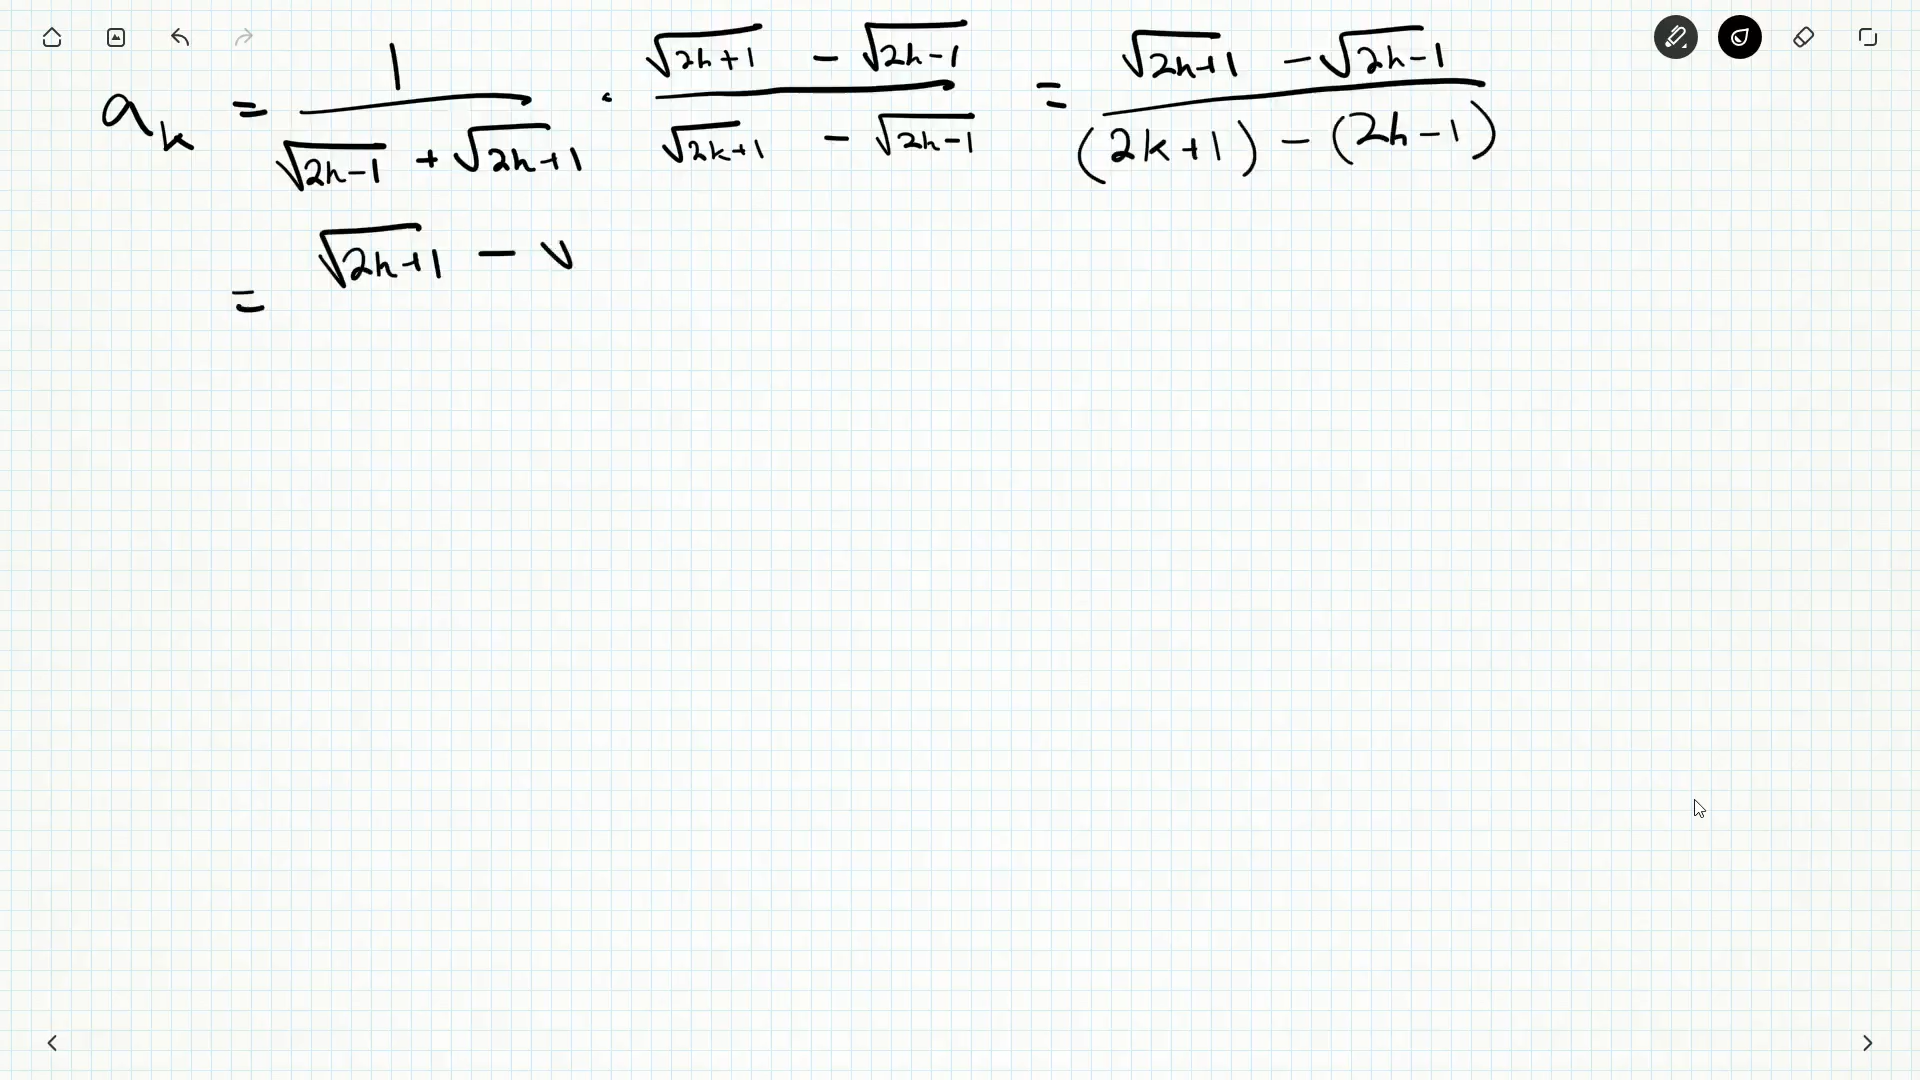 a_k = 1/(√(2k-1) + √(2k+1)) · (√(2k+1) - √(2k-1))/(√(2k+1) - √(2k-1)) = (√(2k+1) - √(2k-1))/((2k+1) - (2k-1))
= √(2k+1) - √